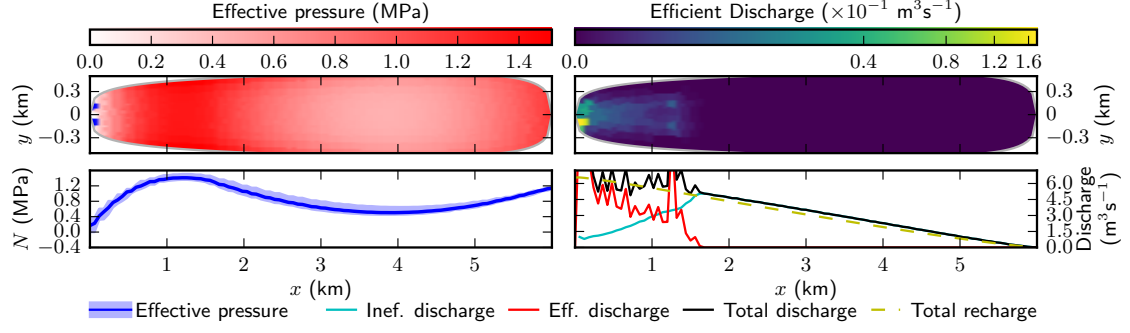 Effective pressure (MPa)
Efficient Discharge (×10⁻¹ m³s⁻¹)
0.0 0.2 0.4 0.6 0.8 1.0 1.2 1.4
0.0 0.4 0.8 1.2 1.6
0.3
0
−0.3
y (km)
0.3
0
−0.3
y (km)
1.2
0.8
0.4
0.0
−0.4
N (MPa)
6.0
4.5
3.0
1.5
0.0
Discharge
(m³s⁻¹)
1 2 3 4 5
1 2 3 4 5
x (km)
x (km)
Effective pressure Inef. discharge Eff. discharge Total discharge Total recharge